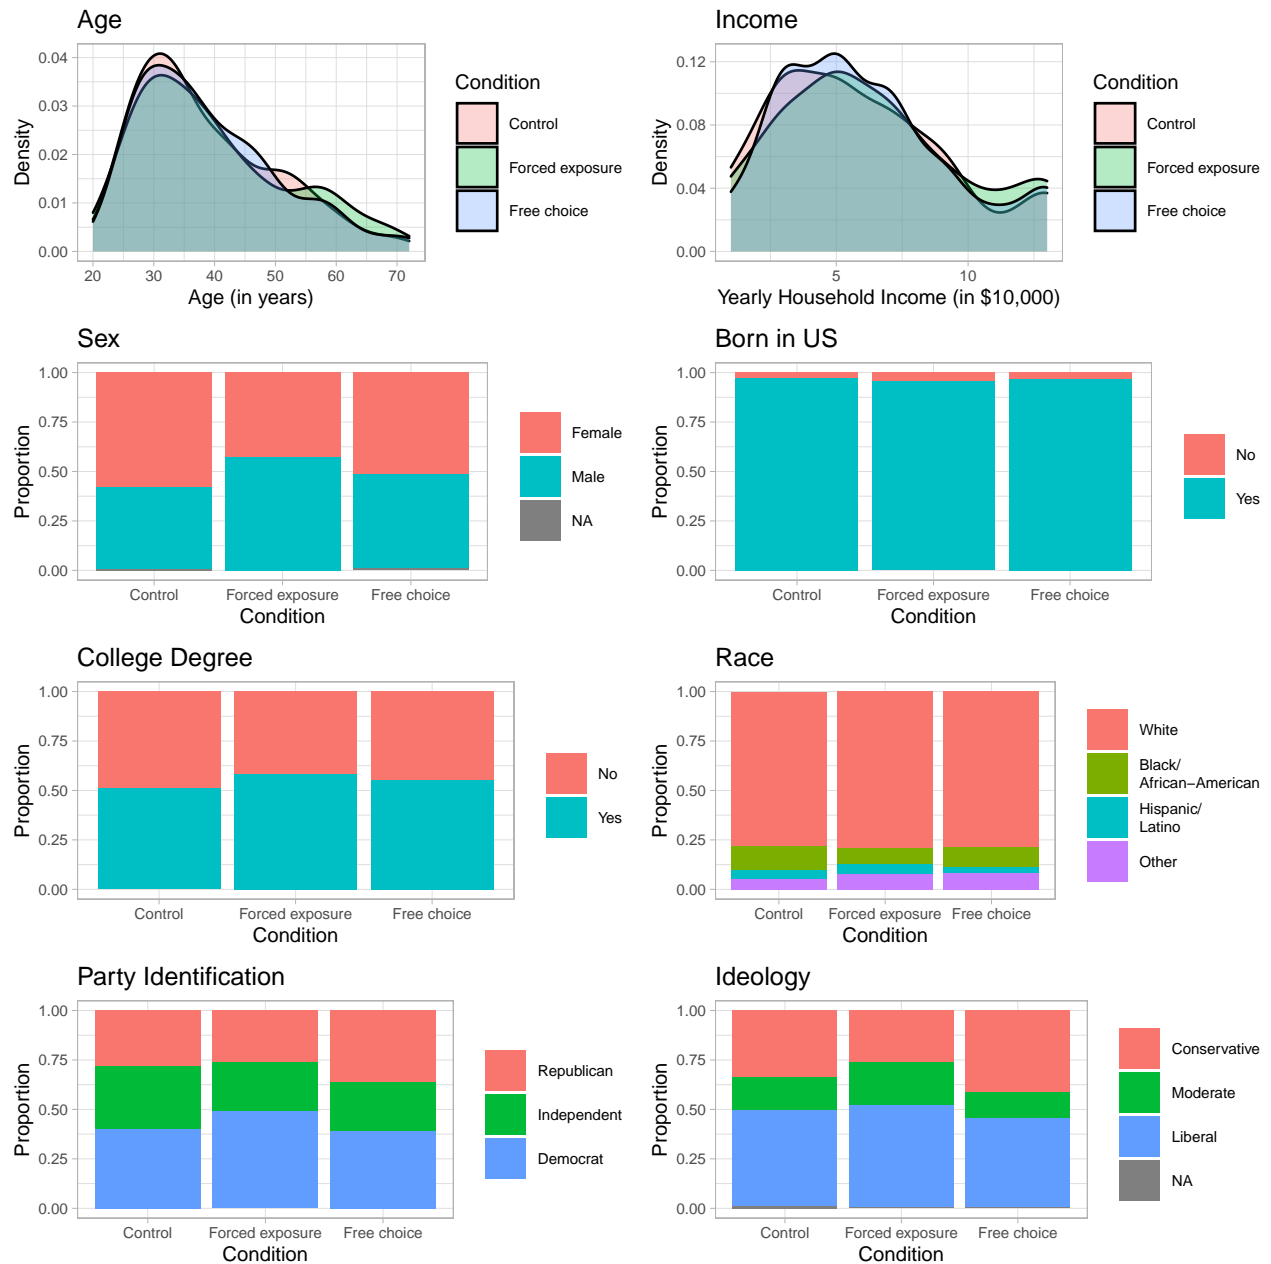 Age
Density
0.04
0.03
0.02
0.01
0.00
20 30 40 50 60 70
Age (in years)
Condition
Control
Forced exposure
Free choice
Income
Density
0.12
0.08
0.04
0.00
5 10
Yearly Household Income (in $10,000)
Condition
Control
Forced exposure
Free choice
Sex
Proportion
1.00
0.75
0.50
0.25
0.00
Control Forced exposure Free choice
Condition
Female
Male
NA
Born in US
Proportion
1.00
0.75
0.50
0.25
0.00
Control Forced exposure Free choice
Condition
No
Yes
College Degree
Proportion
1.00
0.75
0.50
0.25
0.00
Control Forced exposure Free choice
Condition
No
Yes
Race
Proportion
1.00
0.75
0.50
0.25
0.00
Control Forced exposure Free choice
Condition
White
Black/
African−American
Hispanic/
Latino
Other
Party Identification
Proportion
1.00
0.75
0.50
0.25
0.00
Control Forced exposure Free choice
Condition
Republican
Independent
Democrat
Ideology
Proportion
1.00
0.75
0.50
0.25
0.00
Control Forced exposure Free choice
Condition
Conservative
Moderate
Liberal
NA